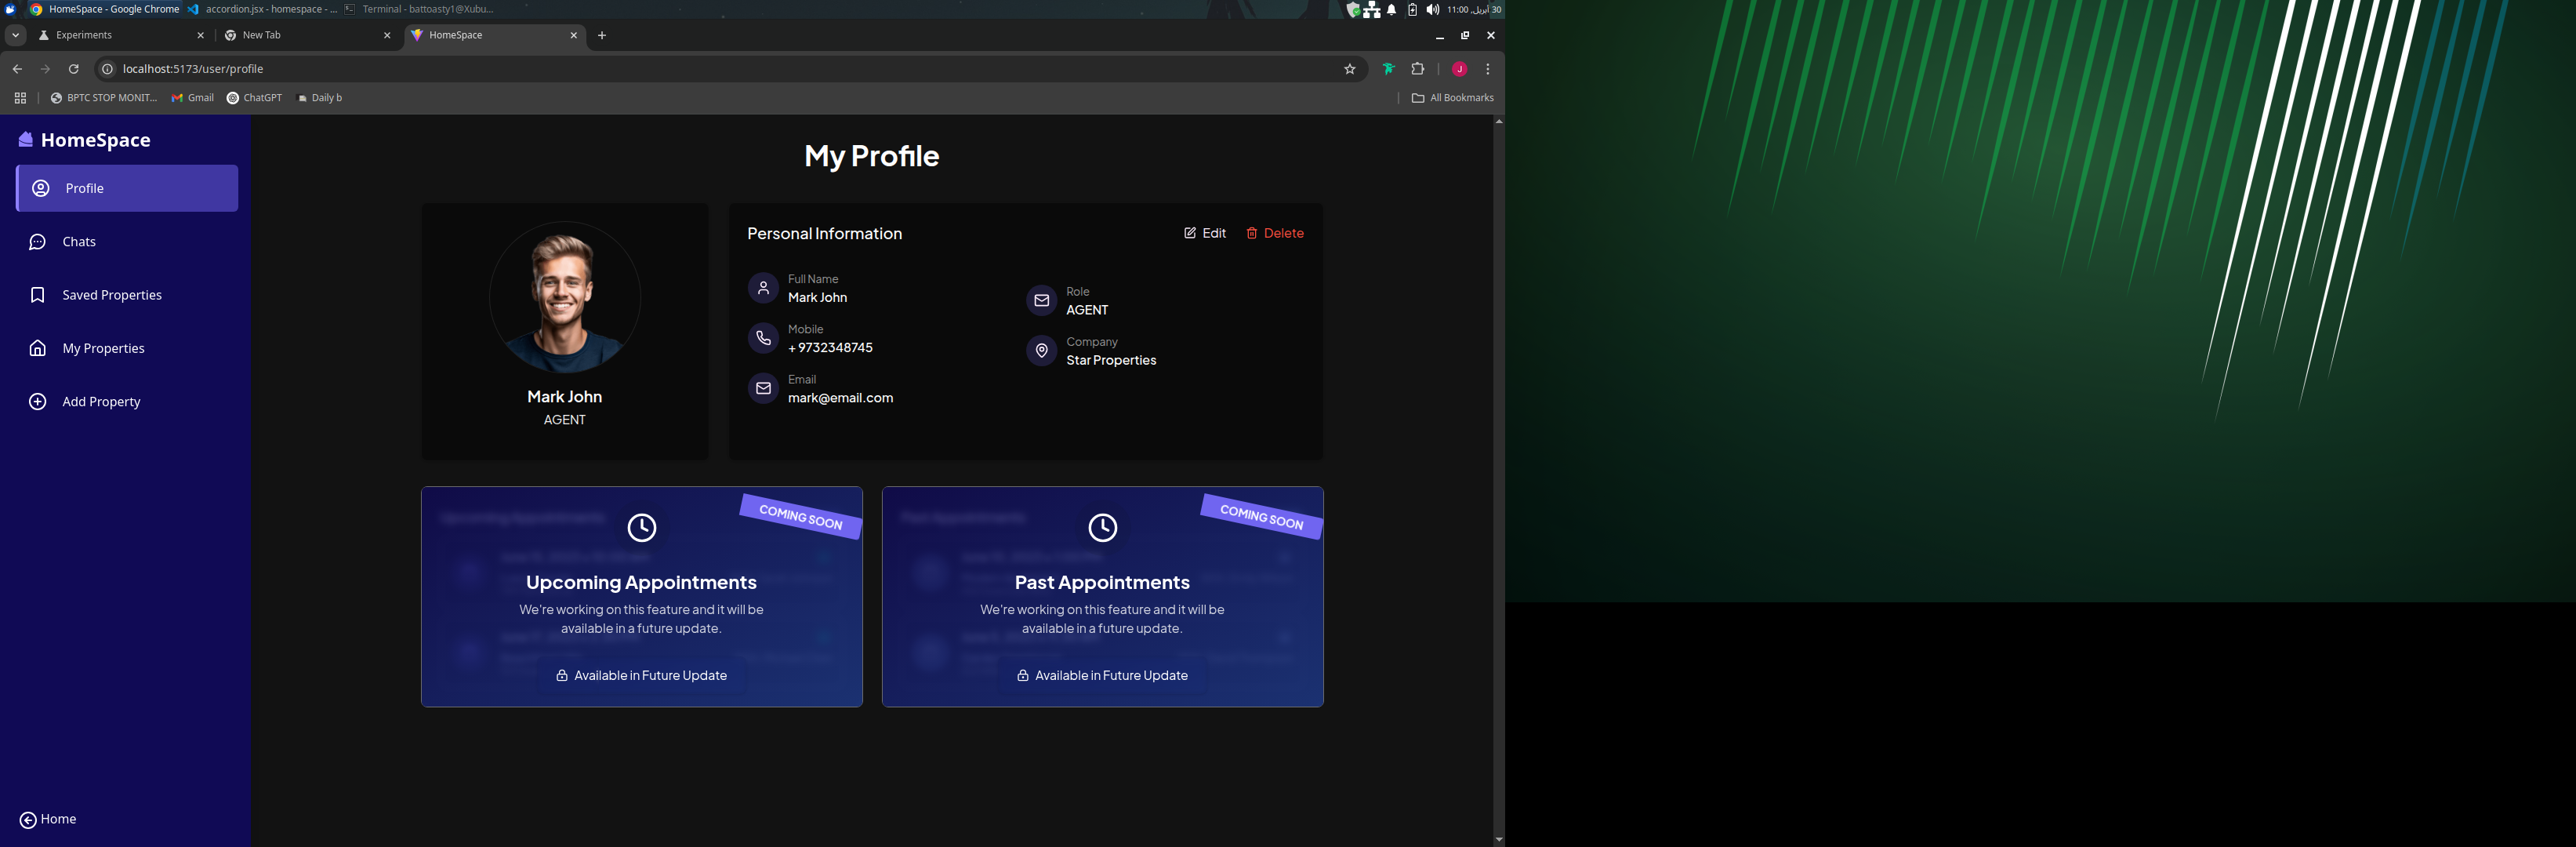 HomeSpace - Google Chrome
accordion.jsx - homespace - ...
Terminal - battoasty1@Xubu...
30 أبريل, 11:00
Experiments
New Tab
HomeSpace
localhost:5173/user/profile
J
BPTC STOP MONIT...
Gmail
ChatGPT
Daily b
All Bookmarks
HomeSpace
Profile
Chats
Saved Properties
My Properties
Add Property
Home
My Profile
Mark John
AGENT
Personal Information
Edit
Delete
Full Name
Mark John
Mobile
+ 9732348745
Email
mark@email.com
Role
AGENT
Company
Star Properties
COMING SOON
Upcoming Appointments
We're working on this feature and it will be
available in a future update.
Available in Future Update
COMING SOON
Past Appointments
We're working on this feature and it will be
available in a future update.
Available in Future Update